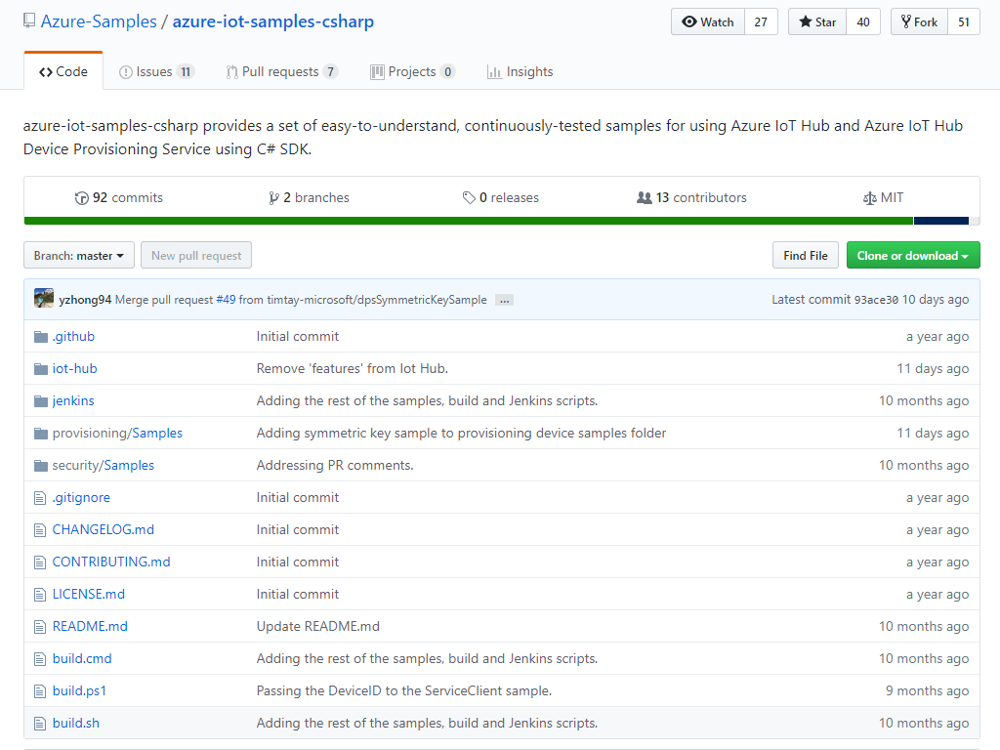 Azure-Samples / azure-iot-samples-csharp Watch 27 Star 40 Fork 51
Code Issues 11 Pull requests 7 Projects 0 Insights
azure-iot-samples-csharp provides a set of easy-to-understand, continuously-tested samples for using Azure IoT Hub and Azure IoT Hub
Device Provisioning Service using C# SDK.
92 commits 2 branches 0 releases 13 contributors MIT
Branch: master New pull request Find File Clone or download
yzhong94 Merge pull request #49 from timtay-microsoft/dpsSymmetricKeySample ... Latest commit 93ace30 10 days ago
.github Initial commit a year ago
iot-hub Remove 'features' from Iot Hub. 11 days ago
jenkins Adding the rest of the samples, build and Jenkins scripts. 10 months ago
provisioning/Samples Adding symmetric key sample to provisioning device samples folder 11 days ago
security/Samples Addressing PR comments. 10 months ago
.gitignore Initial commit a year ago
CHANGELOG.md Initial commit a year ago
CONTRIBUTING.md Initial commit a year ago
LICENSE.md Initial commit a year ago
README.md Update README.md 10 months ago
build.cmd Adding the rest of the samples, build and Jenkins scripts. 10 months ago
build.ps1 Passing the DeviceID to the ServiceClient sample. 9 months ago
build.sh Adding the rest of the samples, build and Jenkins scripts. 10 months ago